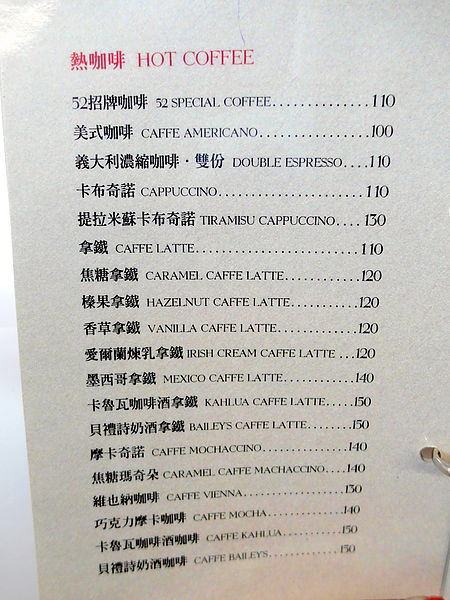 熱咖啡 HOT COFFEE
52招牌咖啡 52 SPECIAL COFFEE..............110
美式咖啡 CAFFE AMERICANO................100
義大利濃縮咖啡・雙份 DOUBLE ESPRESSO....110
卡布奇諾 CAPPUCCINO.....................110
提拉米蘇卡布奇諾 TIRAMISU CAPPUCCINO....130
拿鐵 CAFFE LATTE........................110
焦糖拿鐵 CARAMEL CAFFE LATTE............120
榛果拿鐵 HAZELNUT CAFFE LATTE...........120
香草拿鐵 VANILLA CAFFE LATTE............120
愛爾蘭煉乳拿鐵 IRISH CREAM CAFFE LATTE ...120
墨西哥拿鐵 MEXICO CAFFE LATTE...........140
卡魯瓦咖啡酒拿鐵 KAHLUA CAFFE LATTE.....150
貝禮詩奶酒拿鐵 BAILEYS CAFFE LATTE.......150
摩卡奇諾 CAFFE MOCHACCINO...............140
焦糖瑪奇朵 CARAMEL CAFFE MACHACCINO....140
維也納咖啡 CAFFE VIENNA.................130
巧克力摩卡咖啡 CAFFE MOCHA.............140
卡魯瓦咖啡酒咖啡 CAFFE KAHLUA...........150
貝禮詩奶酒咖啡 CAFFE BAILEYS.............150